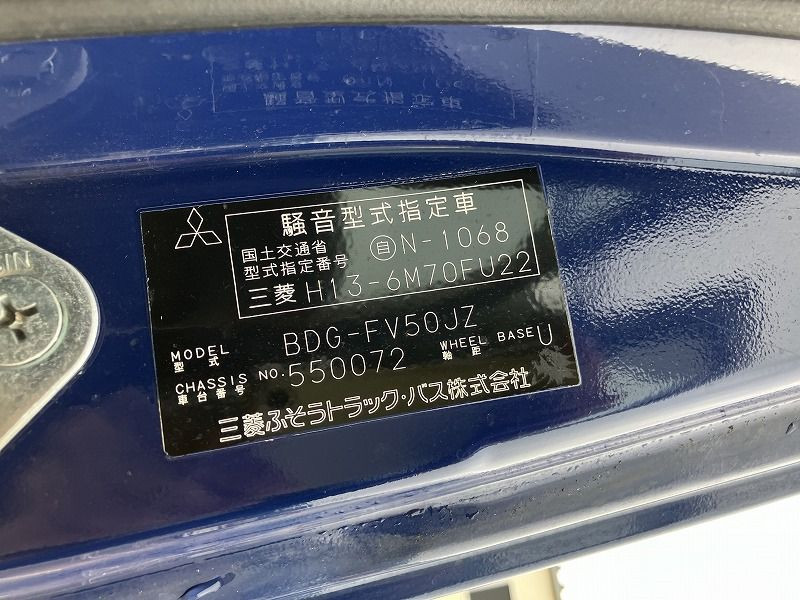 騒音型式指定車
国土交通省
型式指定番号 自N-1068
三菱 H13-6M70FU22
MODEL
型式 BDG-FV50JZ
CHASSIS NO.
車台番号 550072
WHEEL BASE
軸距 U
三菱ふそうトラック・バス株式会社